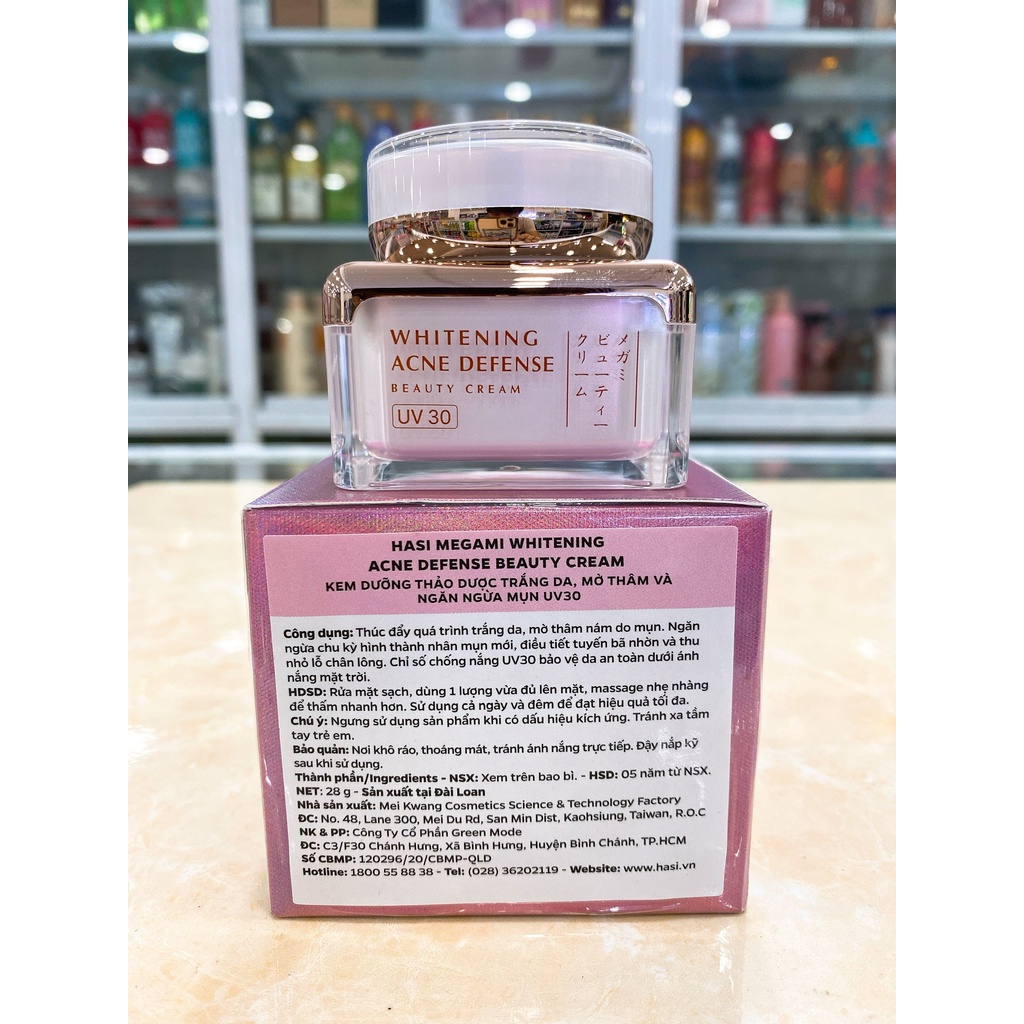 WHITENING
ACNE DEFENSE
BEAUTY CREAM
UV 30
メガミ
ビューティー
クリーム
HASI MEGAMI WHITENING
ACNE DEFENSE BEAUTY CREAM
KEM DƯỠNG THẢO DƯỢC TRẮNG DA, MỜ THÂM VÀ
NGĂN NGỪA MỤN UV30
Công dụng: Thúc đẩy quá trình trắng da, mờ thâm nám do mụn. Ngăn
ngừa chu kỳ hình thành nhân mụn mới, điều tiết tuyến bã nhờn và thu
nhỏ lỗ chân lông. Chỉ số chống nắng UV30 bảo vệ da an toàn dưới ánh
nắng mặt trời.
HDSD: Rửa mặt sạch, dùng 1 lượng vừa đủ lên mặt, massage nhẹ nhàng
để thấm nhanh hơn. Sử dụng cả ngày và đêm để đạt hiệu quả tối đa.
Chú ý: Ngưng sử dụng sản phẩm khi có dấu hiệu kích ứng. Tránh xa tầm
tay trẻ em.
Bảo quản: Nơi khô ráo, thoáng mát, tránh ánh nắng trực tiếp. Đậy nắp kỹ
sau khi sử dụng.
Thành phần/Ingredients - NSX: Xem trên bao bì. - HSD: 05 năm từ NSX.
NET: 28 g - Sản xuất tại Đài Loan
Nhà sản xuất: Mei Kwang Cosmetics Science & Technology Factory
ĐC: No. 48, Lane 300, Mei Du Rd, San Min Dist, Kaohsiung, Taiwan, R.O.C
NK & PP: Công Ty Cổ Phần Green Mode
ĐC: C3/F30 Chánh Hưng, Xã Bình Hưng, Huyện Bình Chánh, TP.HCM
Số CBMP: 120296/20/CBMP-QLD
Hotline: 1800 55 88 38 - Tel: (028) 36202119 - Website: www.hasi.vn